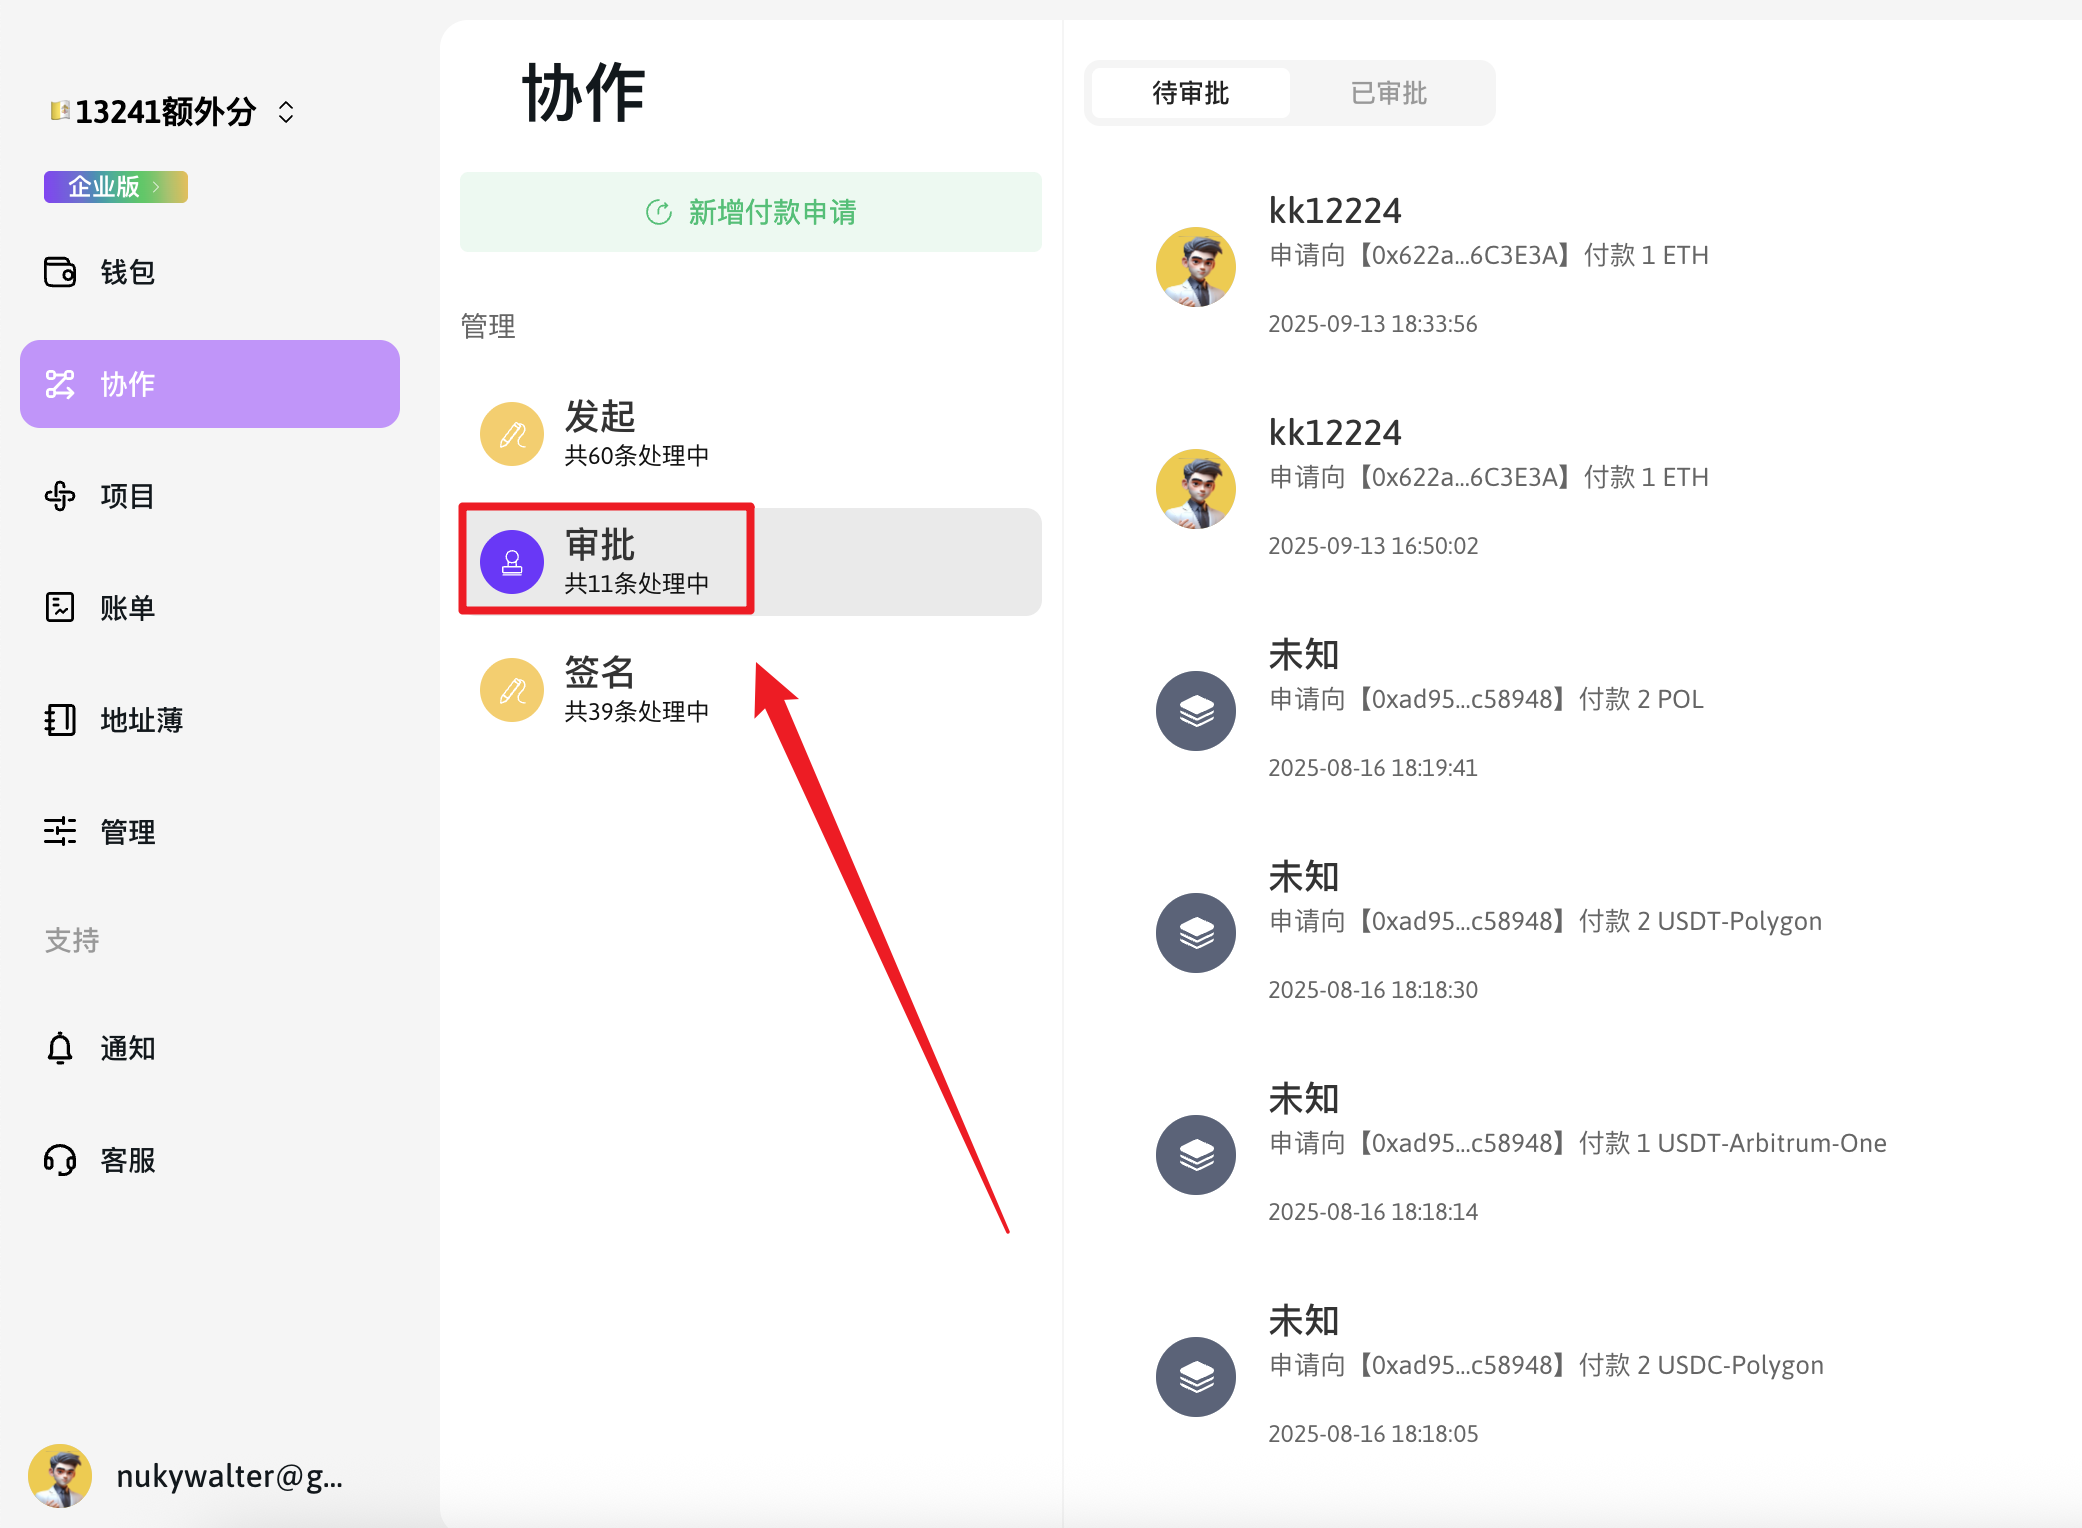 13241额外分
企业版
钱包
协作
项目
账单
地址薄
管理
支持
通知
客服
nukywalter@g...
协作
新增付款申请
管理
发起
共60条处理中
审批
共11条处理中
签名
共39条处理中
待审批
已审批
kk12224
申请向【0x622a...6C3E3A】付款 1 ETH
2025-09-13 18:33:56
kk12224
申请向【0x622a...6C3E3A】付款 1 ETH
2025-09-13 16:50:02
未知
申请向【0xad95...c58948】付款 2 POL
2025-08-16 18:19:41
未知
申请向【0xad95...c58948】付款 2 USDT-Polygon
2025-08-16 18:18:30
未知
申请向【0xad95...c58948】付款 1 USDT-Arbitrum-One
2025-08-16 18:18:14
未知
申请向【0xad95...c58948】付款 2 USDC-Polygon
2025-08-16 18:18:05